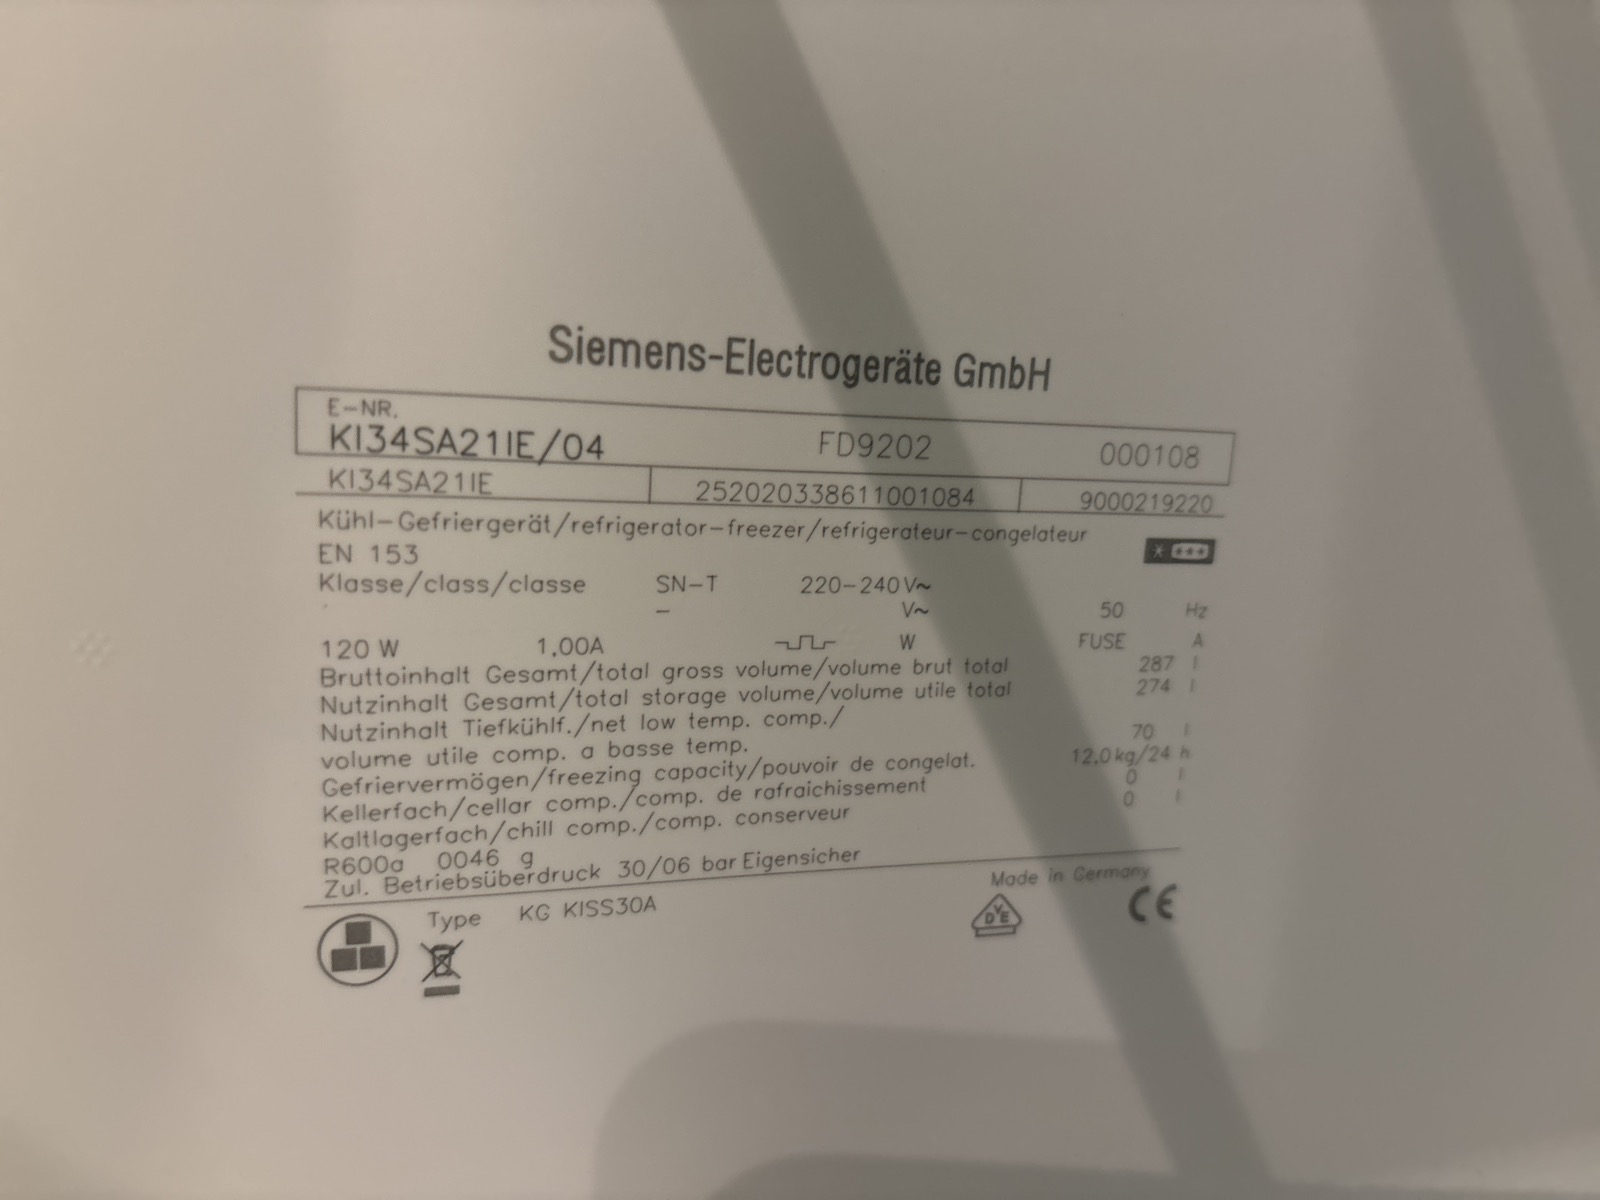 Siemens-Electrogeräte GmbH
E-NR.
KI34SA21IE/04 FD9202 000108
KI34SA21IE 252020338611001084 9000219220
Kühl-Gefriergerät/refrigerator-freezer/refrigerateur-congelateur
EN 153
Klasse/class/classe SN-T 220-240V~
- V~ 50 Hz
120 W 1,00A W FUSE A
Bruttoinhalt Gesamt/total gross volume/volume brut total 287 l
Nutzinhalt Gesamt/total storage volume/volume utile total 274 l
Nutzinhalt Tiefkühlf./net low temp. comp./
volume utile comp. a basse temp. 70 l
Gefriervermögen/freezing capacity/pouvoir de congelat. 12,0kg/24 h
Kellerfach/cellar comp./comp. de rafraichissement 0 l
Kaltlagerfach/chill comp./comp. conserveur 0 l
R600a 0046 g
Zul. Betriebsüberdruck 30/06 bar Eigensicher
Made in Germany
Type KG KISS30A
DVE CE